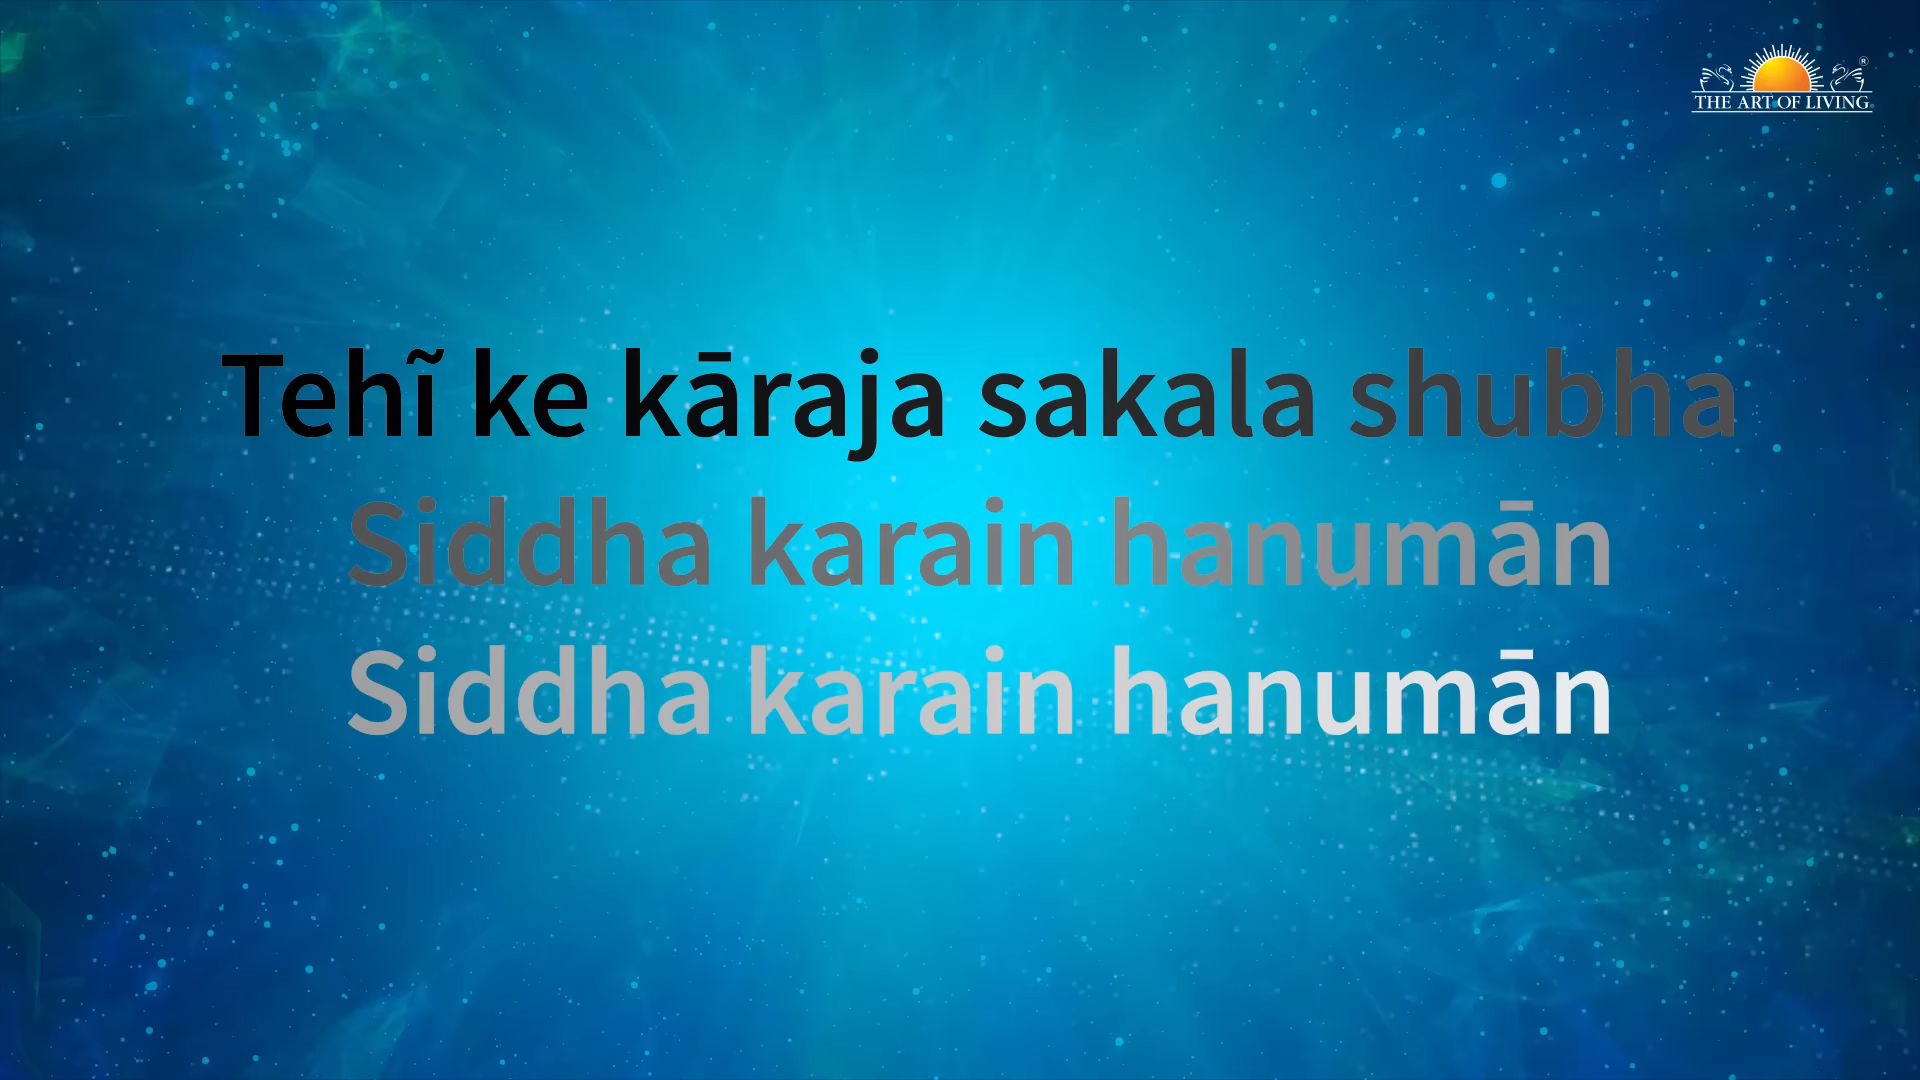 THE ART OF LIVING
Tehĩ ke kāraja sakala shubha
Siddha karain hanumān
Siddha karain hanumān